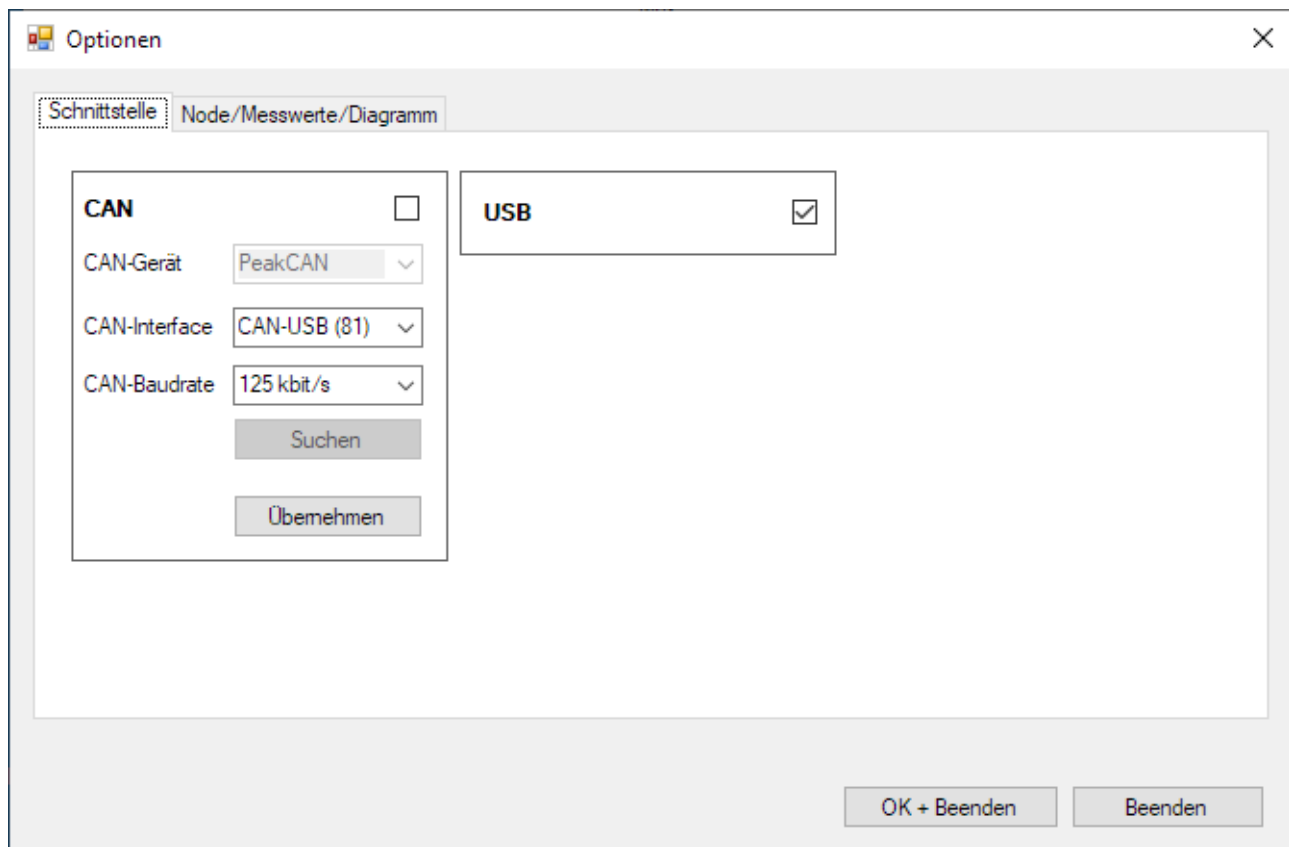 Optionen
Schnittstelle Node/Messwerte/Diagramm
CAN
CAN-Gerät PeakCAN
CAN-Interface CAN-USB (81)
CAN-Baudrate 125 kbit/s
Suchen
Übernehmen
USB
OK + Beenden Beenden